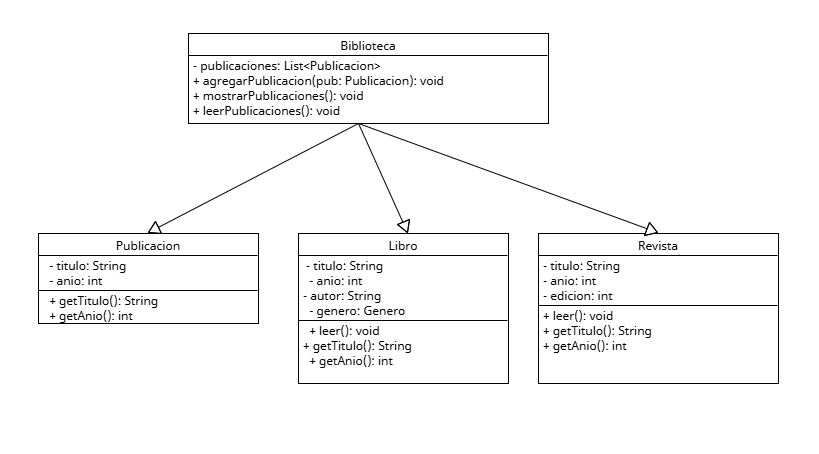 Biblioteca
- publicaciones: List<Publicacion>
+ agregarPublicacion(pub: Publicacion): void
+ mostrarPublicaciones(): void
+ leerPublicaciones(): void
Publicacion
- titulo: String
- anio: int
+ getTitulo(): String
+ getAnio(): int
Libro
- titulo: String
- anio: int
- autor: String
- genero: Genero
+ leer(): void
+ getTitulo(): String
+ getAnio(): int
Revista
- titulo: String
- anio: int
- edicion: int
+ leer(): void
+ getTitulo(): String
+ getAnio(): int